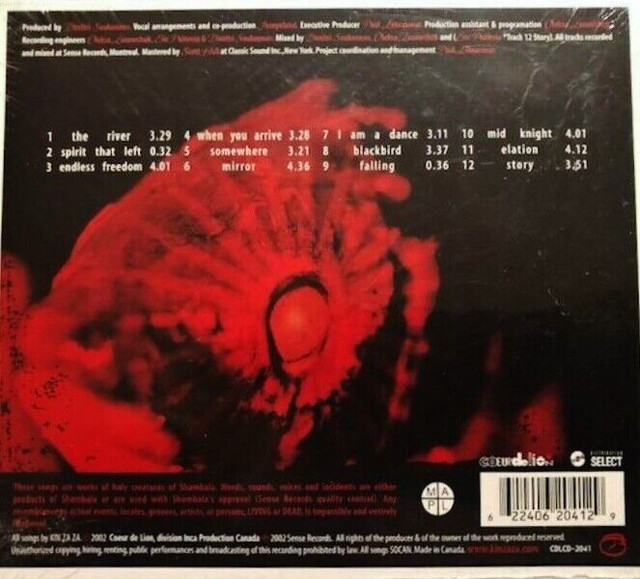 Produced by Vocal arrangements and co-production Executive Producer Production assistant & programation
Recording engineers Mixed by and ( "Track 12 Story). All tracks recorded
and mixed at Sense Records, Montreal. Mastered by at Classic Sound Inc., New York. Project coordination and management
1 the river 3.29 4 when you arrive 3.28 7 I am a dance 3.11 10 mid knight 4.01
2 spirit that left 0.32 5 somewhere 3.21 8 blackbird 3.37 11 elation 4.12
3 endless freedom 4.01 6 mirror 4.36 9 falling 0.36 12 story 3.51
DISTRIBUTION
SELECT
These songs are works of holy creatures of Shambala. Words, sounds, voices and incidents are either
products of Shambala or are used with Shambala's approval (Sense Records quality control). Any
actual events, locales, grooves, artists, or persons, LIVING or DEAD, is impossible and
M A
P L
6 22406 20412 9
All songs by KIN ZA ZA. 2002 Coeur de Lion, division Inca Production Canada 2002 Sense Records. All rights of the producer & of the owner of the work reproduced reserved.
Unauthorized copying, hiring, renting, public performances and broadcasting of this recording prohibited by law. All songs SOCAN. Made in Canada. www.kinzaza.com CDLCD-2041